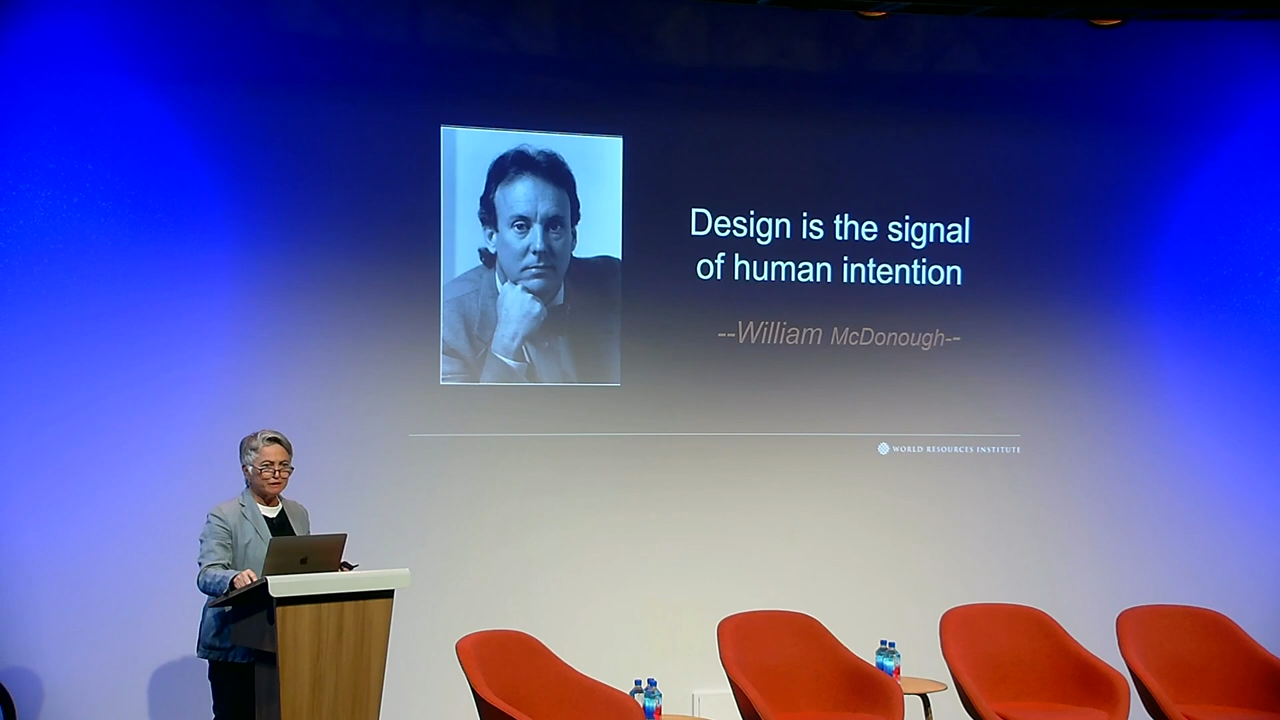 Design is the signal
of human intention
--William McDonough--
WORLD RESOURCES INSTITUTE